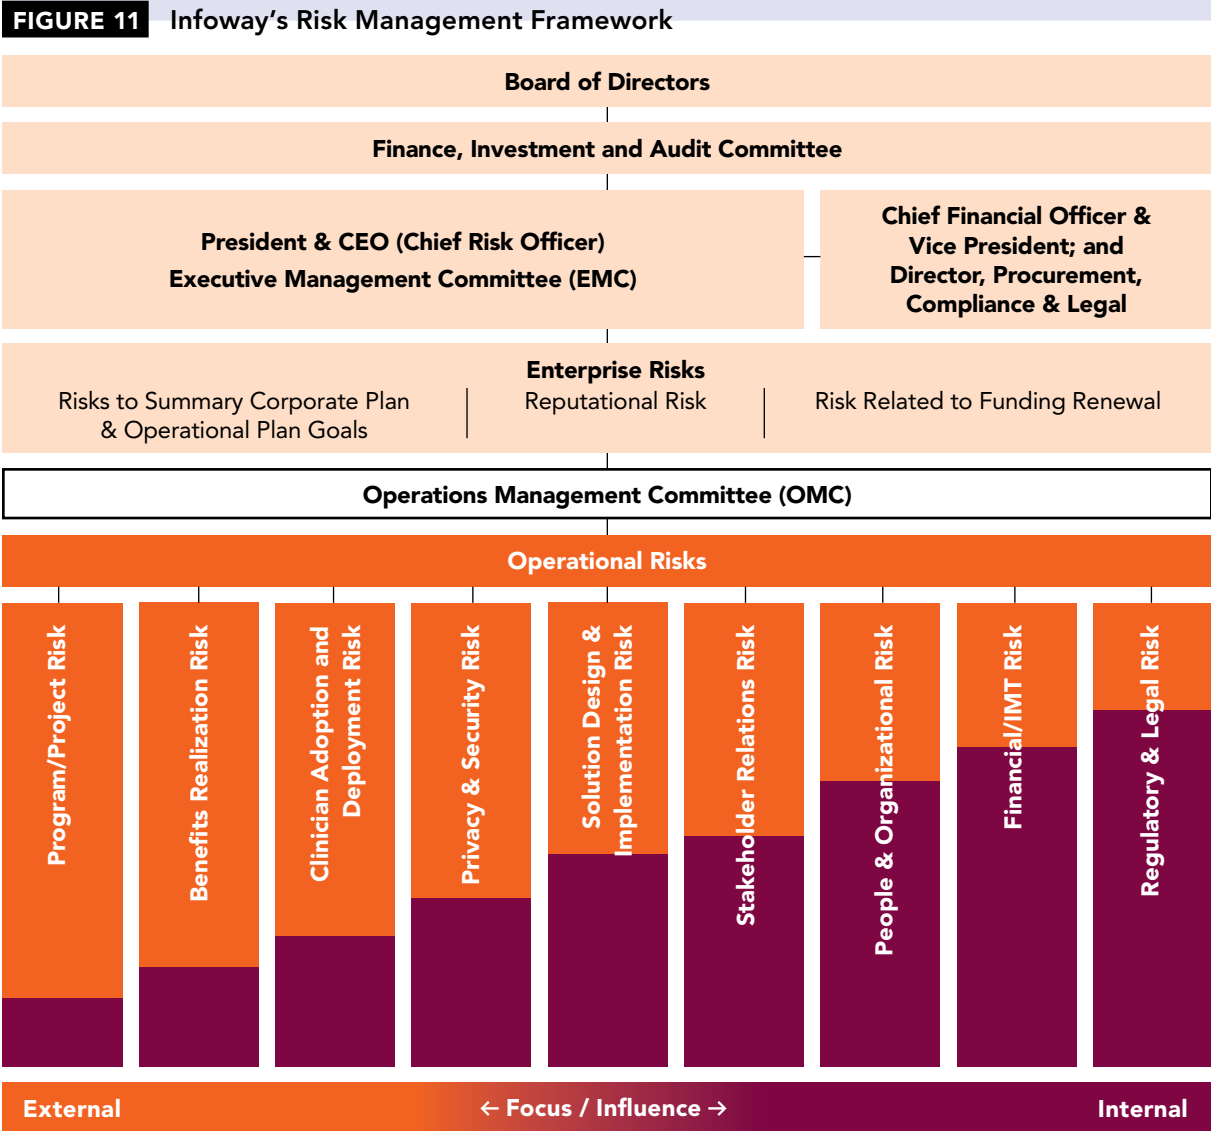 FIGURE 11 Infoway’s Risk Management Framework
Board of Directors
Finance, Investment and Audit Committee
President & CEO (Chief Risk Officer)
Executive Management Committee (EMC)
Chief Financial Officer &
Vice President; and
Director, Procurement,
Compliance & Legal
Enterprise Risks
Risks to Summary Corporate Plan
& Operational Plan Goals
Reputational Risk
Risk Related to Funding Renewal
Operations Management Committee (OMC)
Operational Risks
Program/Project Risk
Benefits Realization Risk
Clinician Adoption and
Deployment Risk
Privacy & Security Risk
Solution Design &
Implementation Risk
Stakeholder Relations Risk
People & Organizational Risk
Financial/IMT Risk
Regulatory & Legal Risk
External
← Focus / Influence →
Internal